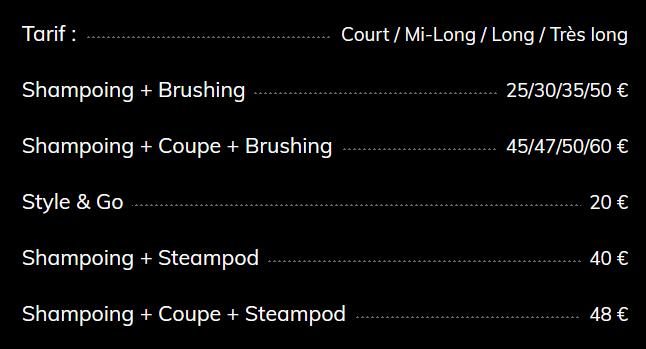 Tarif : Court / Mi-Long / Long / Très long
Shampoing + Brushing 25/30/35/50 €
Shampoing + Coupe + Brushing 45/47/50/60 €
Style & Go 20 €
Shampoing + Steampod 40 €
Shampoing + Coupe + Steampod 48 €